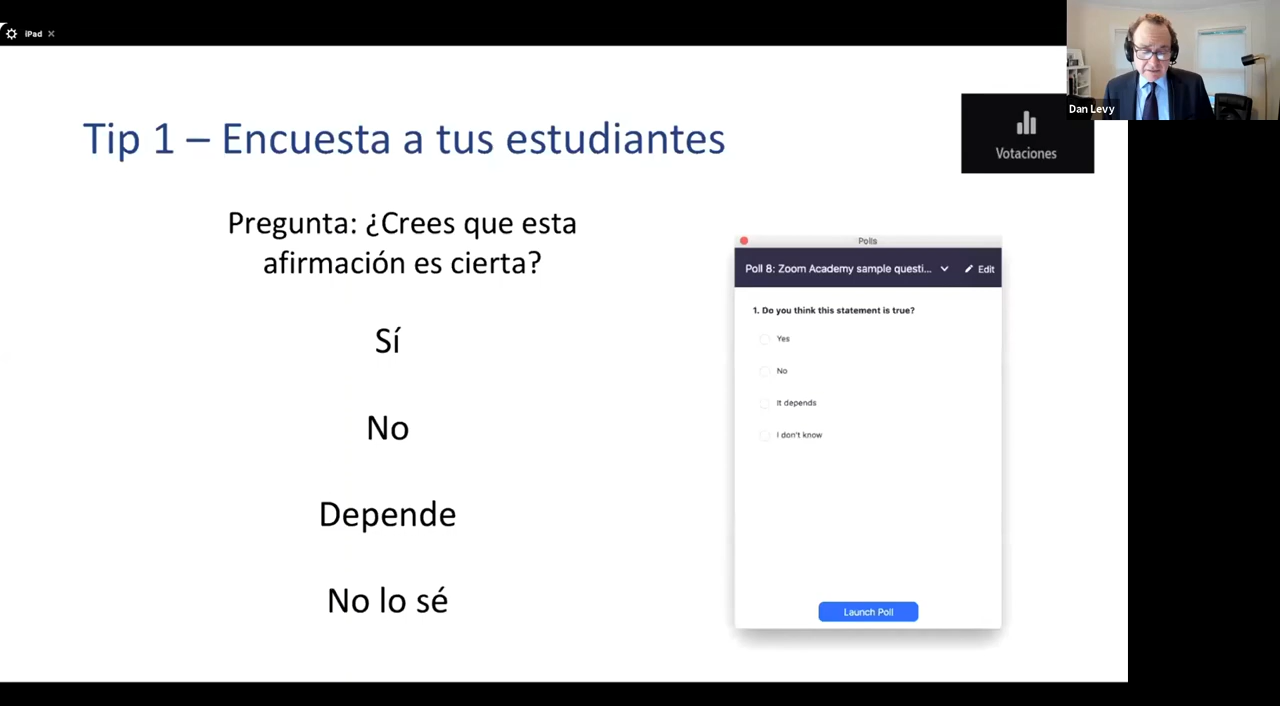 iPad
Dan Levy
Tip 1 – Encuesta a tus estudiantes
Votaciones
Pregunta: ¿Crees que esta
afirmación es cierta?
Sí
No
Depende
No lo sé
Polls
Poll 8: Zoom Academy sample questi...
Edit
1. Do you think this statement is true?
Yes
No
It depends
I don't know
Launch Poll